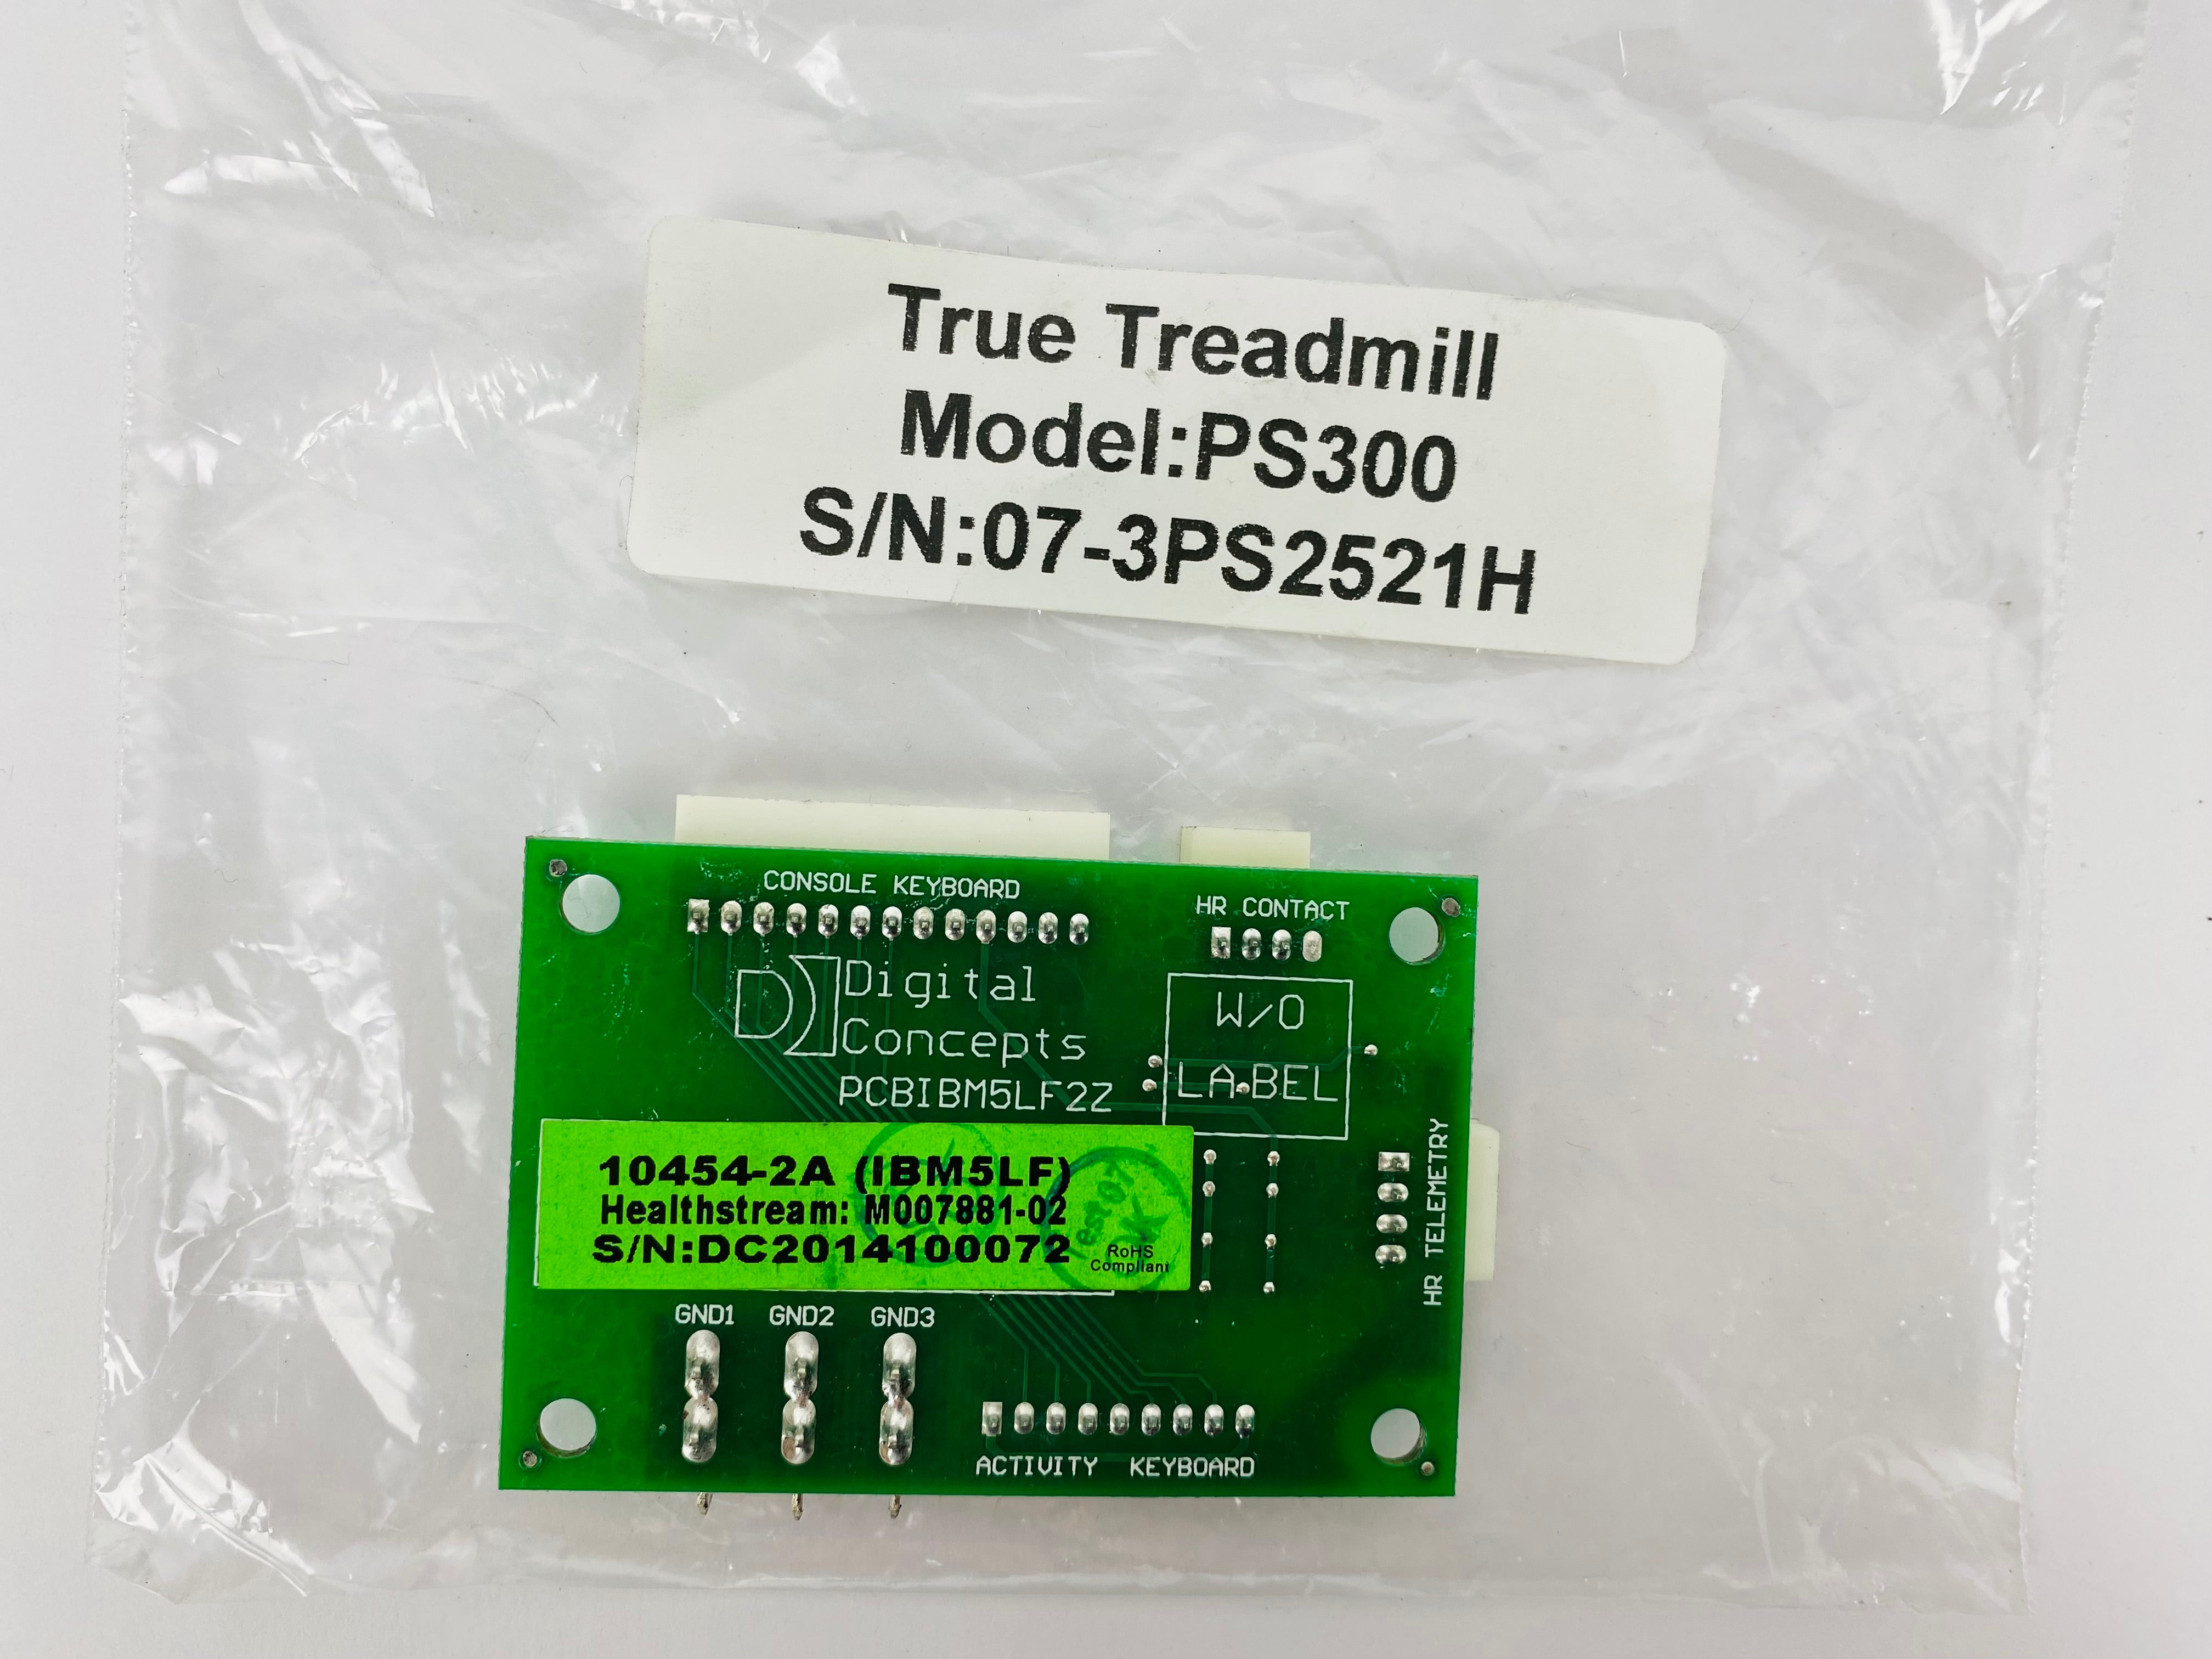 True Treadmill
Model:PS300
S/N:07-3PS2521H
CONSOLE KEYBOARD
HR CONTACT
Digital
Concepts
PCBIBM5LF2Z
W/O
LABEL
10454-2A (IBM5LF)
Healthstream: M007881-02
S/N:DC2014100072
RoHS
Compliant
HR TELEMETRY
GND1 GND2 GND3
ACTIVITY KEYBOARD